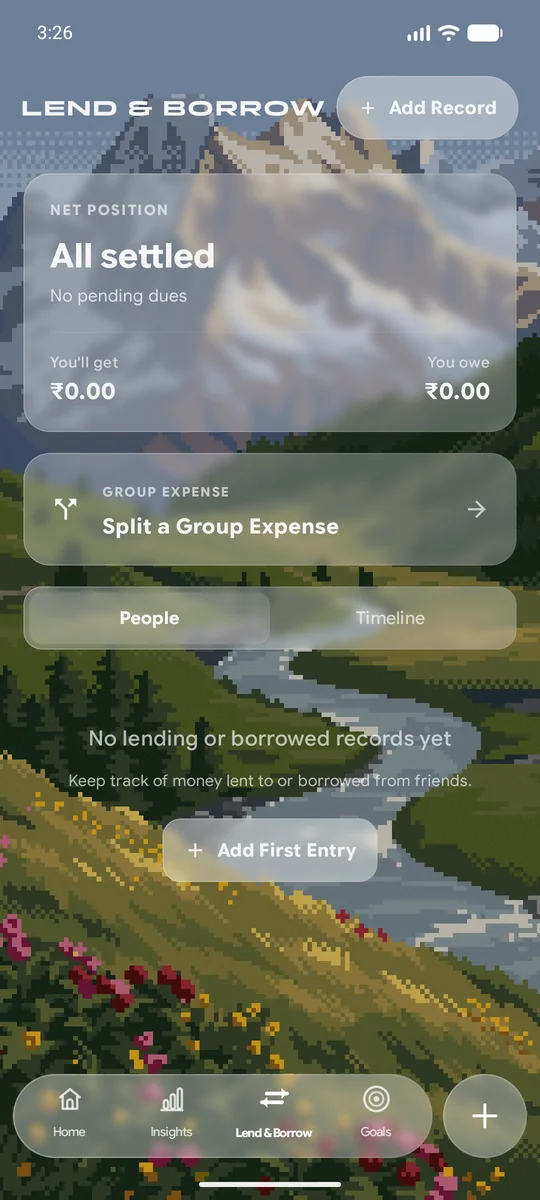 3:26
LEND & BORROW
+ Add Record
NET POSITION
All settled
No pending dues
You'll get
You owe
₹0.00
₹0.00
GROUP EXPENSE
Split a Group Expense
People
Timeline
No lending or borrowed records yet
Keep track of money lent to or borrowed from friends.
+ Add First Entry
Home
Insights
Lend & Borrow
Goals